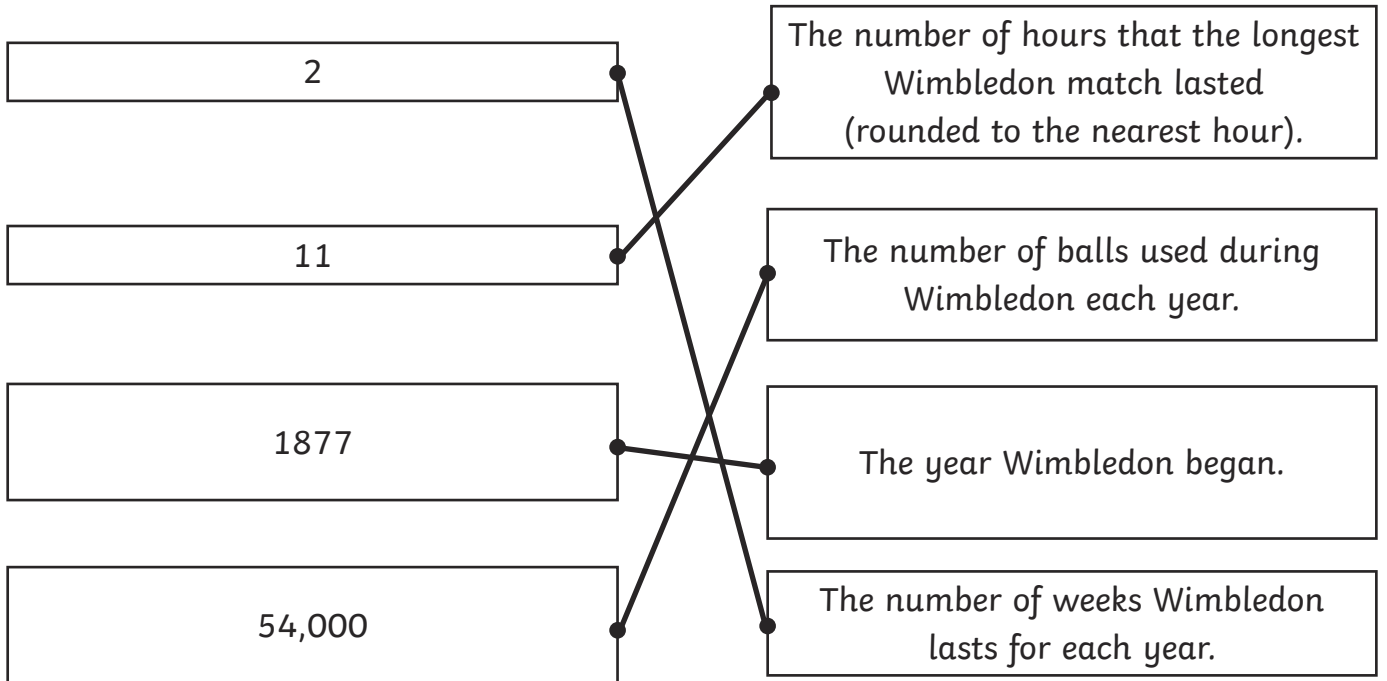 2
The number of hours that the longest
Wimbledon match lasted
(rounded to the nearest hour).
11
The number of balls used during
Wimbledon each year.
1877
The year Wimbledon began.
54,000
The number of weeks Wimbledon
lasts for each year.